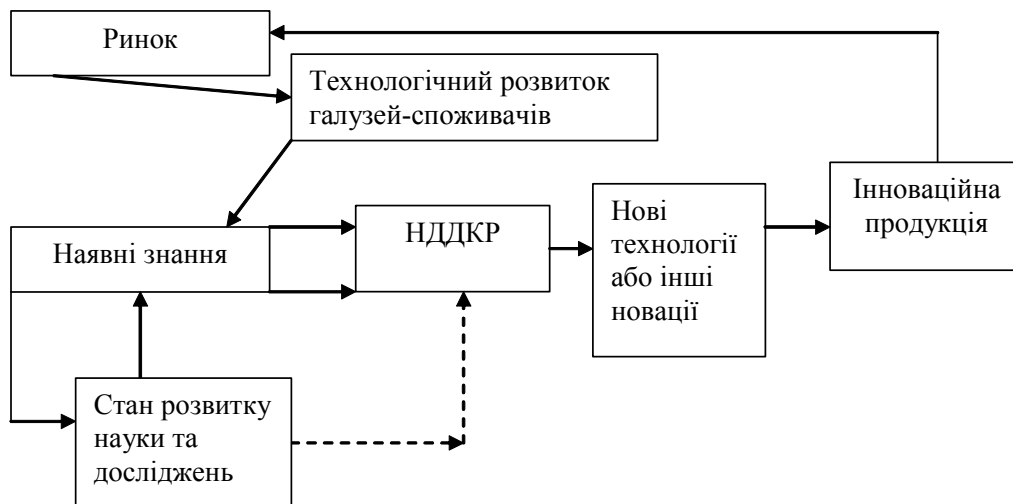 Ринок
Технологічний розвиток
галузей-споживачів
Наявні знання
НДДКР
Нові
технології
або інші
новації
Інноваційна
продукція
Стан розвитку
науки та
досліджень